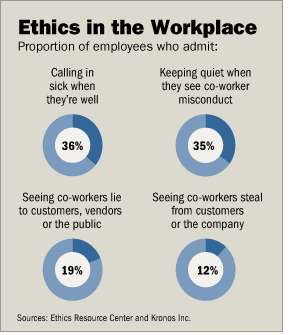 Ethics in the Workplace
Proportion of employees who admit:
Calling in
sick when
they're well
36%
Keeping quiet when
they see co-worker
misconduct
35%
Seeing co-workers lie
to customers, vendors
or the public
19%
Seeing co-workers steal
from customers
or the company
12%
Sources: Ethics Resource Center and Kronos Inc.